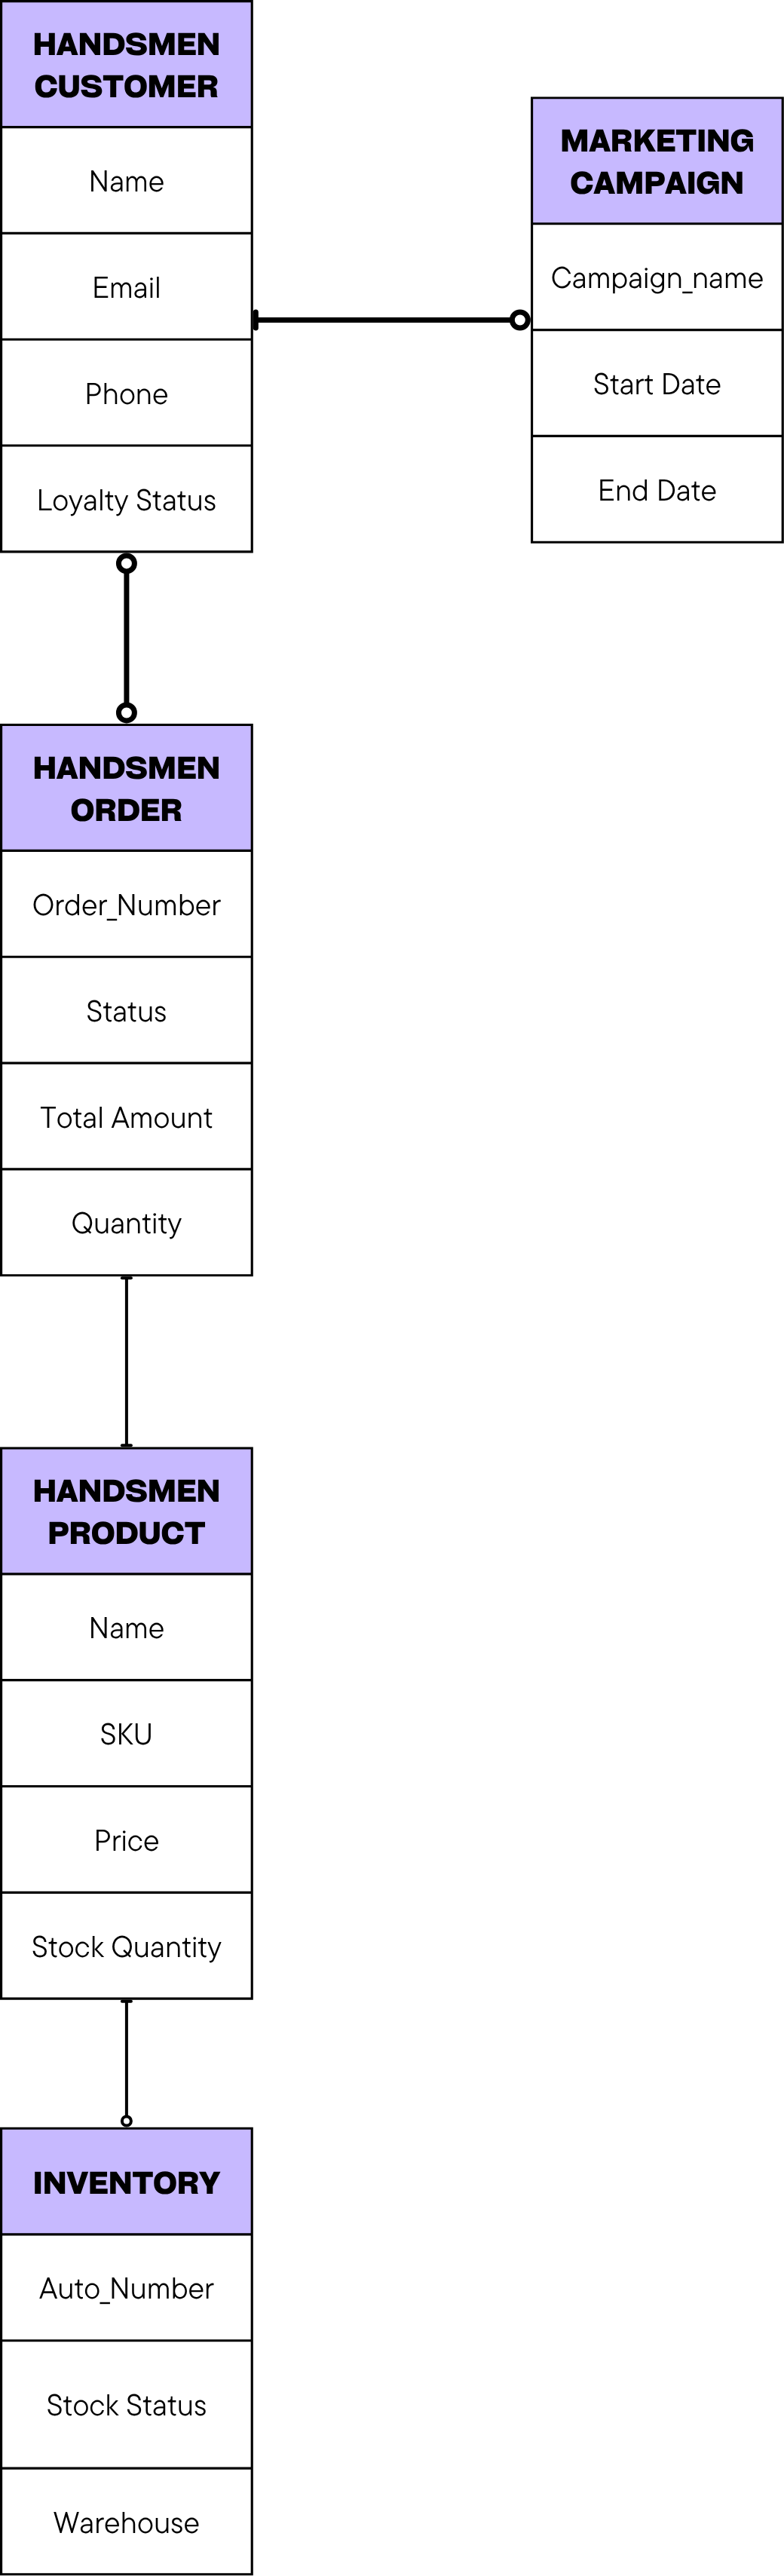 HANDSMEN
CUSTOMER
Name
Email
Phone
Loyalty Status
MARKETING
CAMPAIGN
Campaign_name
Start Date
End Date
HANDSMEN
ORDER
Order_Number
Status
Total Amount
Quantity
HANDSMEN
PRODUCT
Name
SKU
Price
Stock Quantity
INVENTORY
Auto_Number
Stock Status
Warehouse